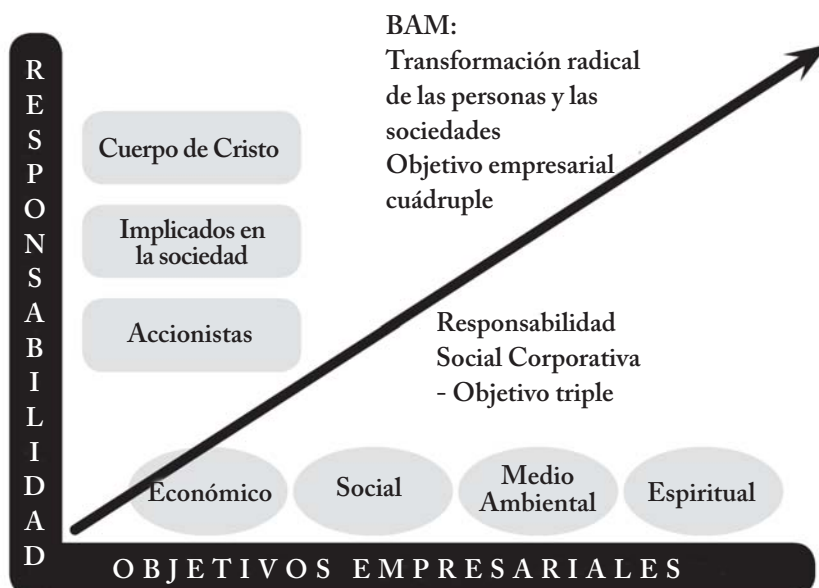 RESPONSABILIDAD
BAM:
Transformación radical
de las personas y las
sociedades
Objetivo empresarial
cuádruple
Cuerpo de Cristo
Implicados en
la sociedad
Accionistas
Responsabilidad
Social Corporativa
- Objetivo triple
Económico
Social
Medio
Ambiental
Espiritual
OBJETIVOS EMPRESARIALES